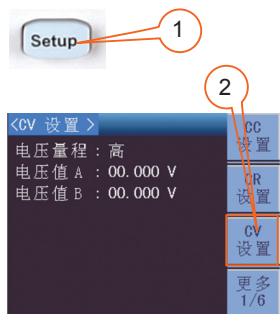 Setup
1
2
<CV 设置 >
电压量程 : 高
电压值 A : 00.000 V
电压值 B : 00.000 V
CC
设置
CR
设置
CV
设置
更多
1/6